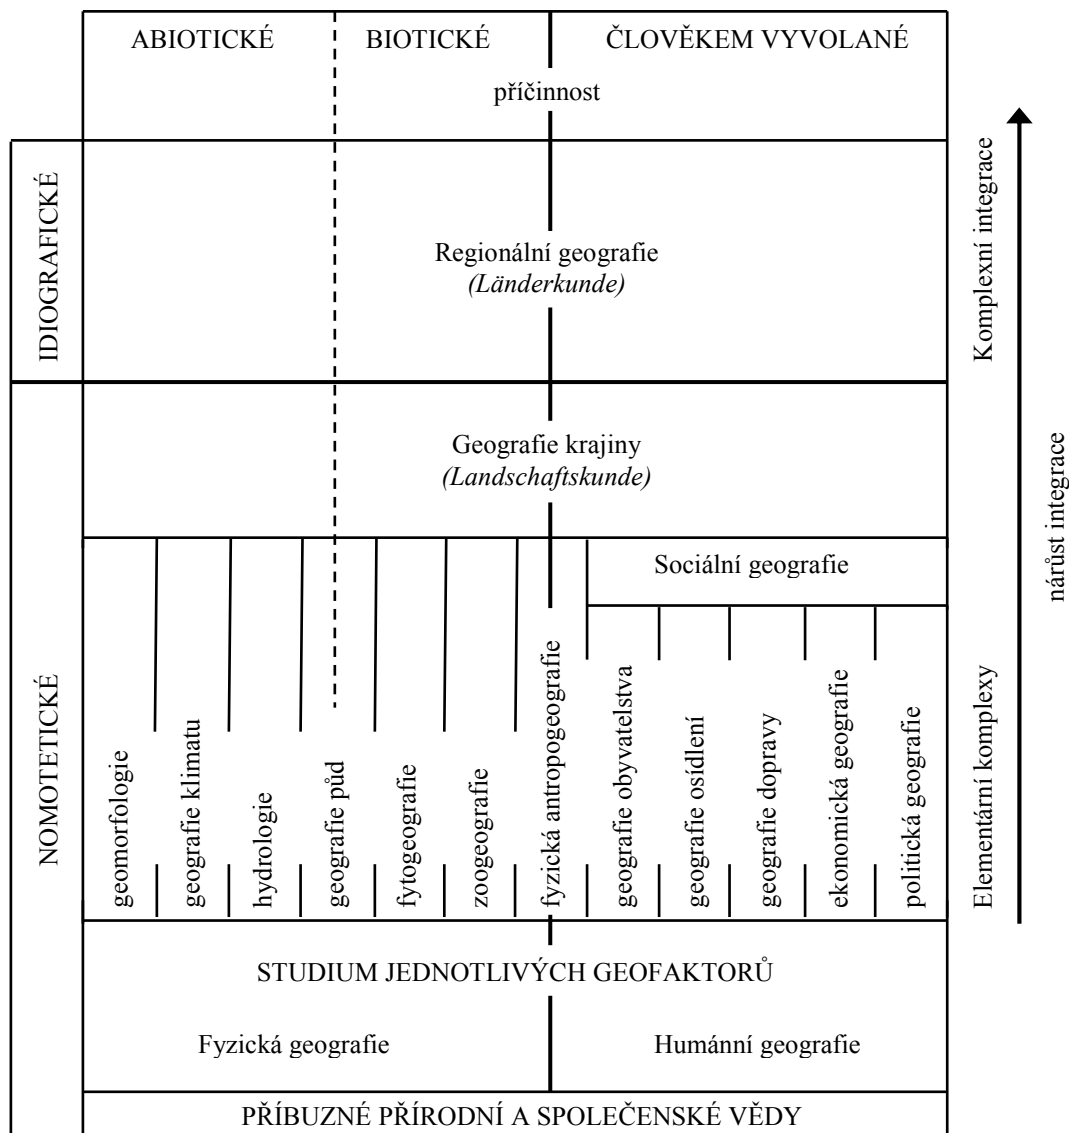 ABIOTICKÉ
BIOTICKÉ
ČLOVĚKEM VYVOLANÉ
příčinnost
IDIOGRAFICKÉ
Regionální geografie
(Länderkunde)
Komplexní integrace
Geografie krajiny
(Landschaftskunde)
nárůst integrace
Sociální geografie
NOMOTETICKÉ
geomorfologie
geografie klimatu
hydrologie
geografie půd
fytogeografie
zoogeografie
fyzická antropogeografie
geografie obyvatelstva
geografie osídlení
geografie dopravy
ekonomická geografie
politická geografie
Elementární komplexy
STUDIUM JEDNOTLIVÝCH GEOFAKTORŮ
Fyzická geografie
Humánní geografie
PŘÍBUZNÉ PŘÍRODNÍ A SPOLEČENSKÉ VĚDY